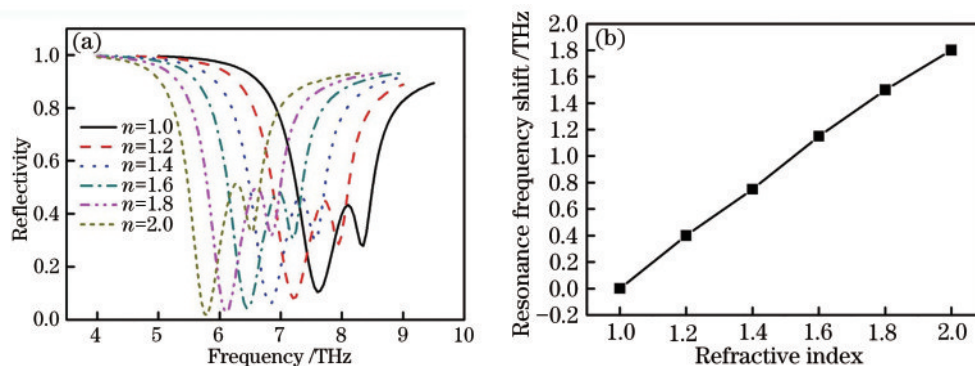 (a)
Reflectivity
1.0
0.8
0.6
0.4
0.2
0.0
n=1.0
n=1.2
n=1.4
n=1.6
n=1.8
n=2.0
4 5 6 7 8 9 10
Frequency /THz
(b)
Resonance frequency shift /THz
2.0
1.8
1.6
1.4
1.2
1.0
0.8
0.6
0.4
0.2
0.0
−0.2
1.0 1.2 1.4 1.6 1.8 2.0
Refractive index